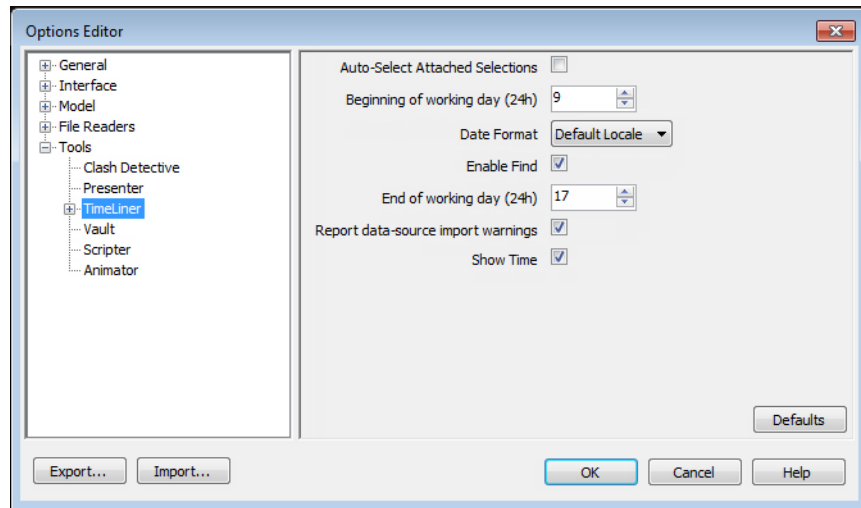 Options Editor
General
Interface
Model
File Readers
Tools
Clash Detective
Presenter
TimeLiner
Vault
Scripter
Animator
Auto-Select Attached Selections
Beginning of working day (24h) 9
Date Format Default Locale
Enable Find
End of working day (24h) 17
Report data-source import warnings
Show Time
Defaults
Export... Import... OK Cancel Help